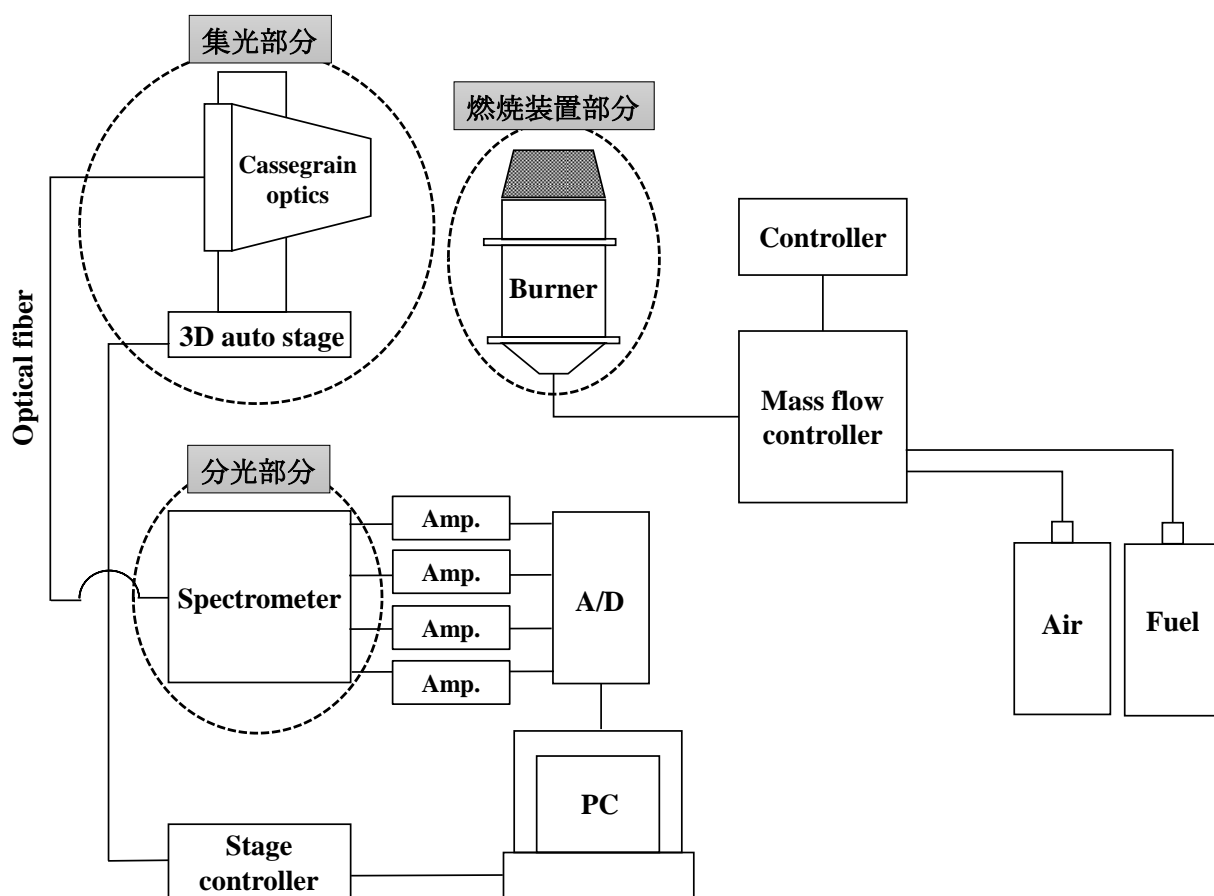 集光部分
Cassegrain
optics
3D auto stage
Optical fiber
燃焼装置部分
Burner
Controller
Mass flow
controller
Air
Fuel
分光部分
Spectrometer
Amp.
Amp.
Amp.
Amp.
A/D
PC
Stage
controller